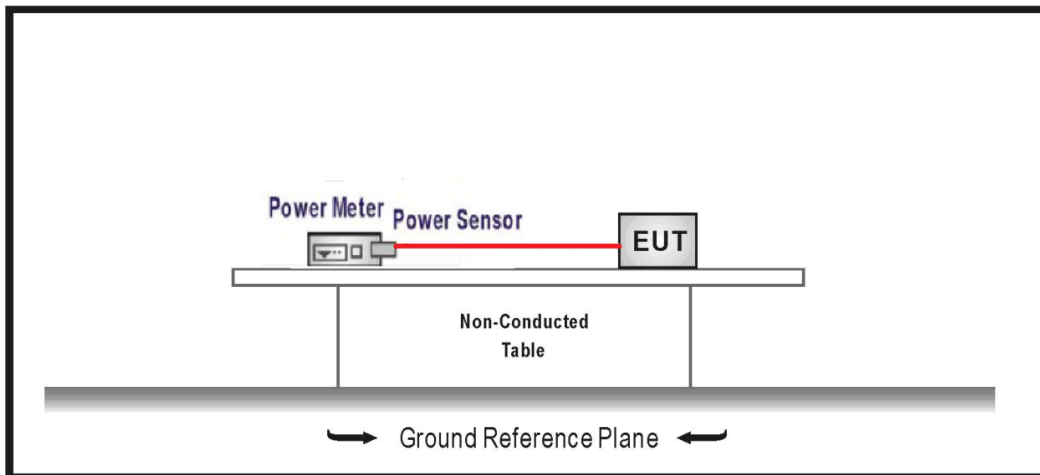 Power Meter
Power Sensor
EUT
Non-Conducted
Table
Ground Reference Plane